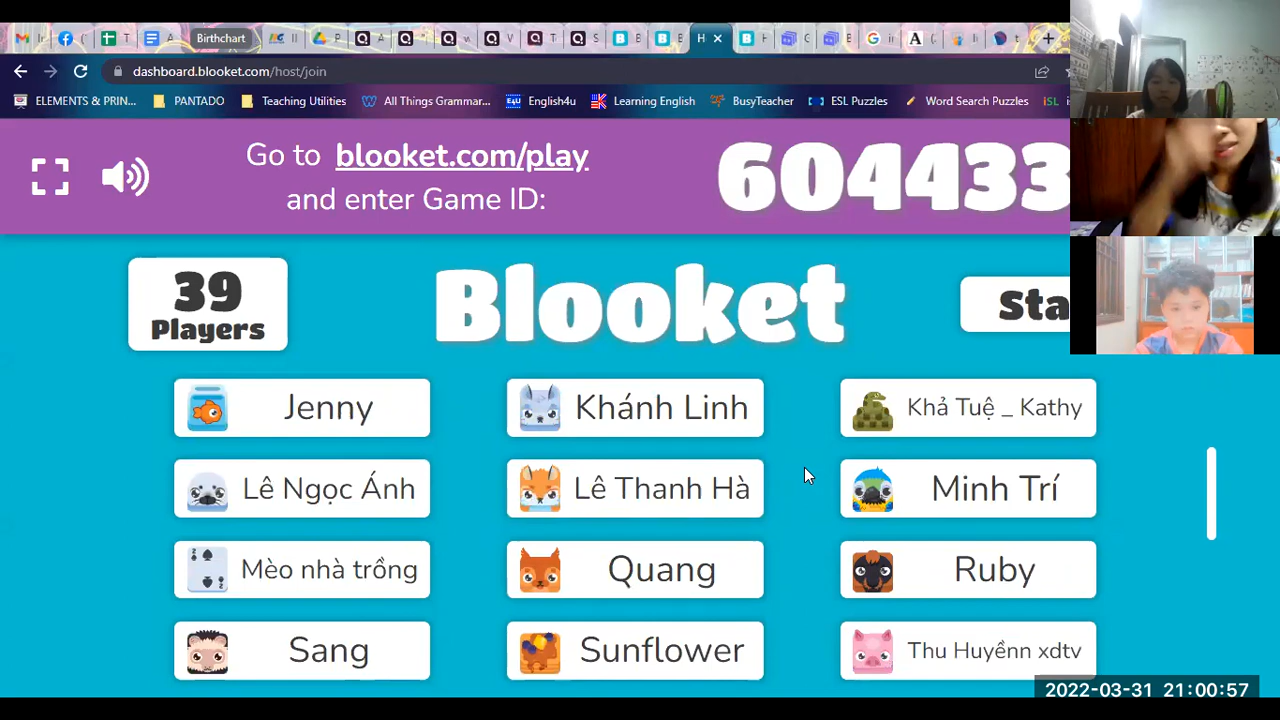 Birthchart
dashboard.blooket.com/host/join
ELEMENTS & PRIN... PANTADO Teaching Utilities All Things Grammar... English4u Learning English BusyTeacher ESL Puzzles Word Search Puzzles iSL
Go to blooket.com/play
and enter Game ID:
604433
39
Players
Blooket
Sta
Jenny
Khánh Linh
Khả Tuệ _ Kathy
Lê Ngọc Ánh
Lê Thanh Hà
Minh Trí
Mèo nhà trồng
Quang
Ruby
Sang
Sunflower
Thu Huyềnn xdtv
2022-03-31 21:00:57